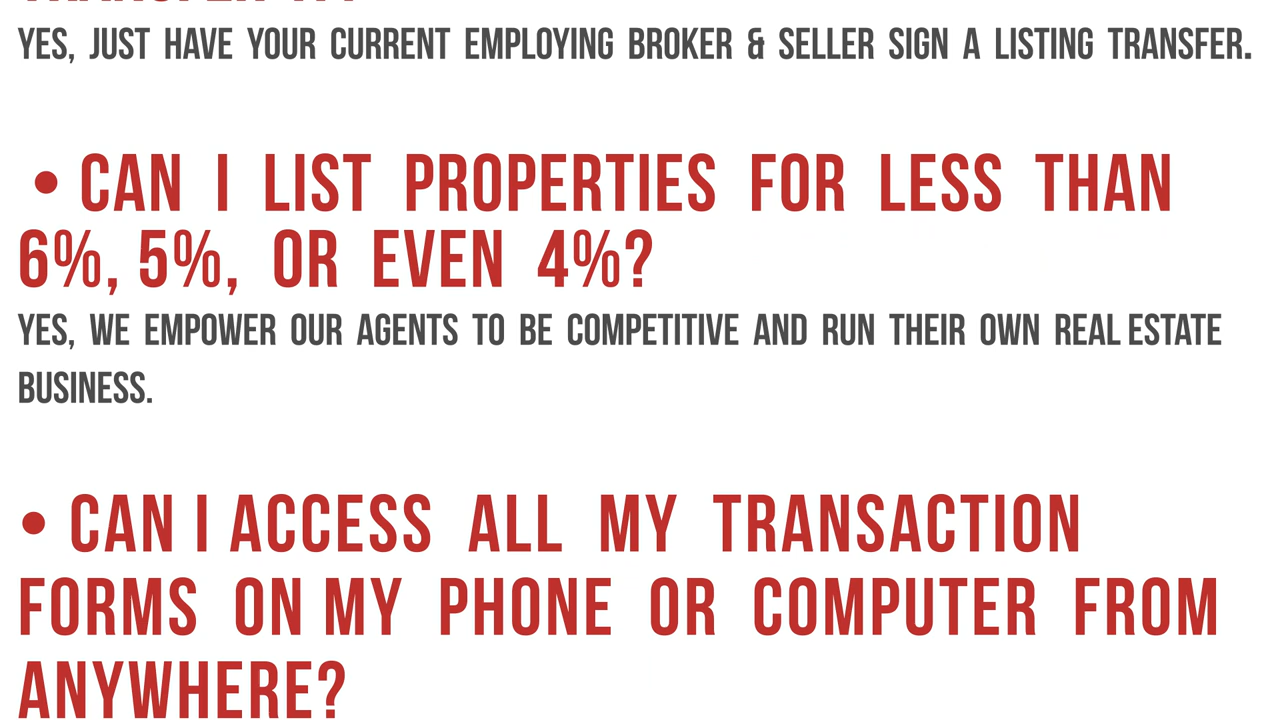 YES, JUST HAVE YOUR CURRENT EMPLOYING BROKER & SELLER SIGN A LISTING TRANSFER.
• CAN I LIST PROPERTIES FOR LESS THAN
6%, 5%, OR EVEN 4%?
YES, WE EMPOWER OUR AGENTS TO BE COMPETITIVE AND RUN THEIR OWN REAL ESTATE
BUSINESS.
• CAN I ACCESS ALL MY TRANSACTION
FORMS ON MY PHONE OR COMPUTER FROM
ANYWHERE?